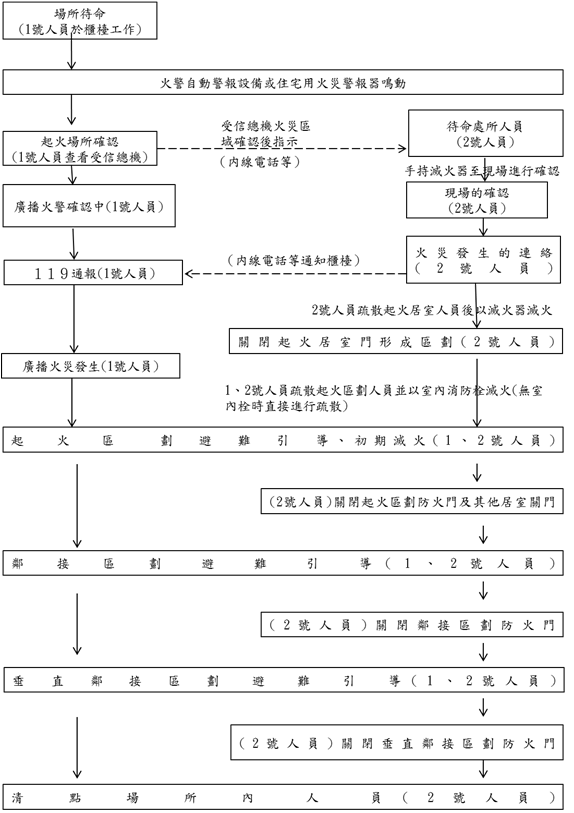 場所待命
(1號人員於櫃檯工作)
火警自動警報設備或住宅用火災警報器鳴動
起火場所確認
(1號人員查看受信總機)
受信總機火災區
域確認後指示
(內線電話等)
待命處所人員
(2號人員)
手持滅火器至現場進行確認
廣播火警確認中(1號人員)
現場的確認
(2號人員)
火災發生的連絡
(2號人員)
(內線電話等通知櫃檯)
119通報(1號人員)
2號人員疏散起火居室人員後以滅火器滅火
關閉起火居室門形成區劃(2號人員)
廣播火災發生(1號人員)
1、2號人員疏散起火區劃人員並以室內消防栓滅火(無室
內栓時直接進行疏散)
起火區劃避難引導、初期滅火(1、2號人員)
(2號人員)關閉起火區劃防火門及其他居室關門
鄰接區劃避難引導(1、2號人員)
(2號人員)關閉鄰接區劃防火門
垂直鄰接區劃避難引導(1、2號人員)
(2號人員)關閉垂直鄰接區劃防火門
清點場所內人員(2號人員)